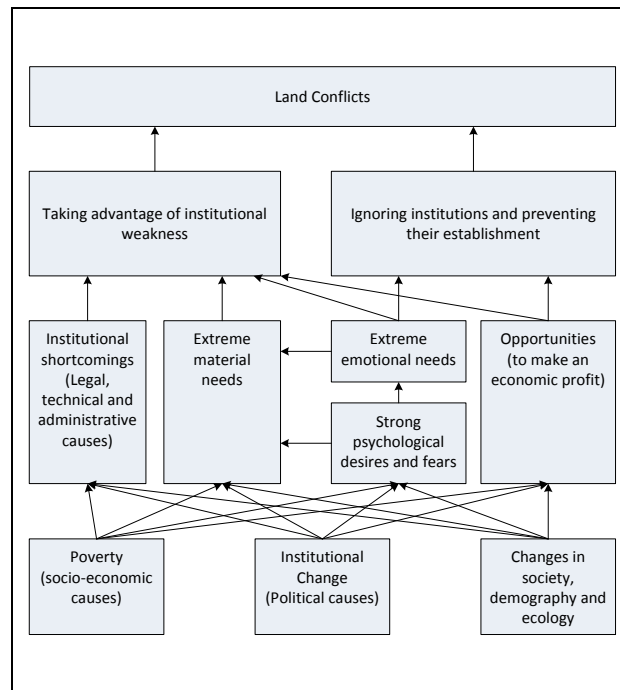 Land Conflicts
Taking advantage of institutional
weakness
Ignoring institutions and preventing
their establishment
Institutional
shortcomings
(Legal,
technical and
administrative
causes)
Extreme
material
needs
Extreme
emotional needs
Opportunities
(to make an
economic profit)
Strong
psychological
desires and fears
Poverty
(socio-economic
causes)
Institutional
Change
(Political causes)
Changes in
society,
demography and
ecology